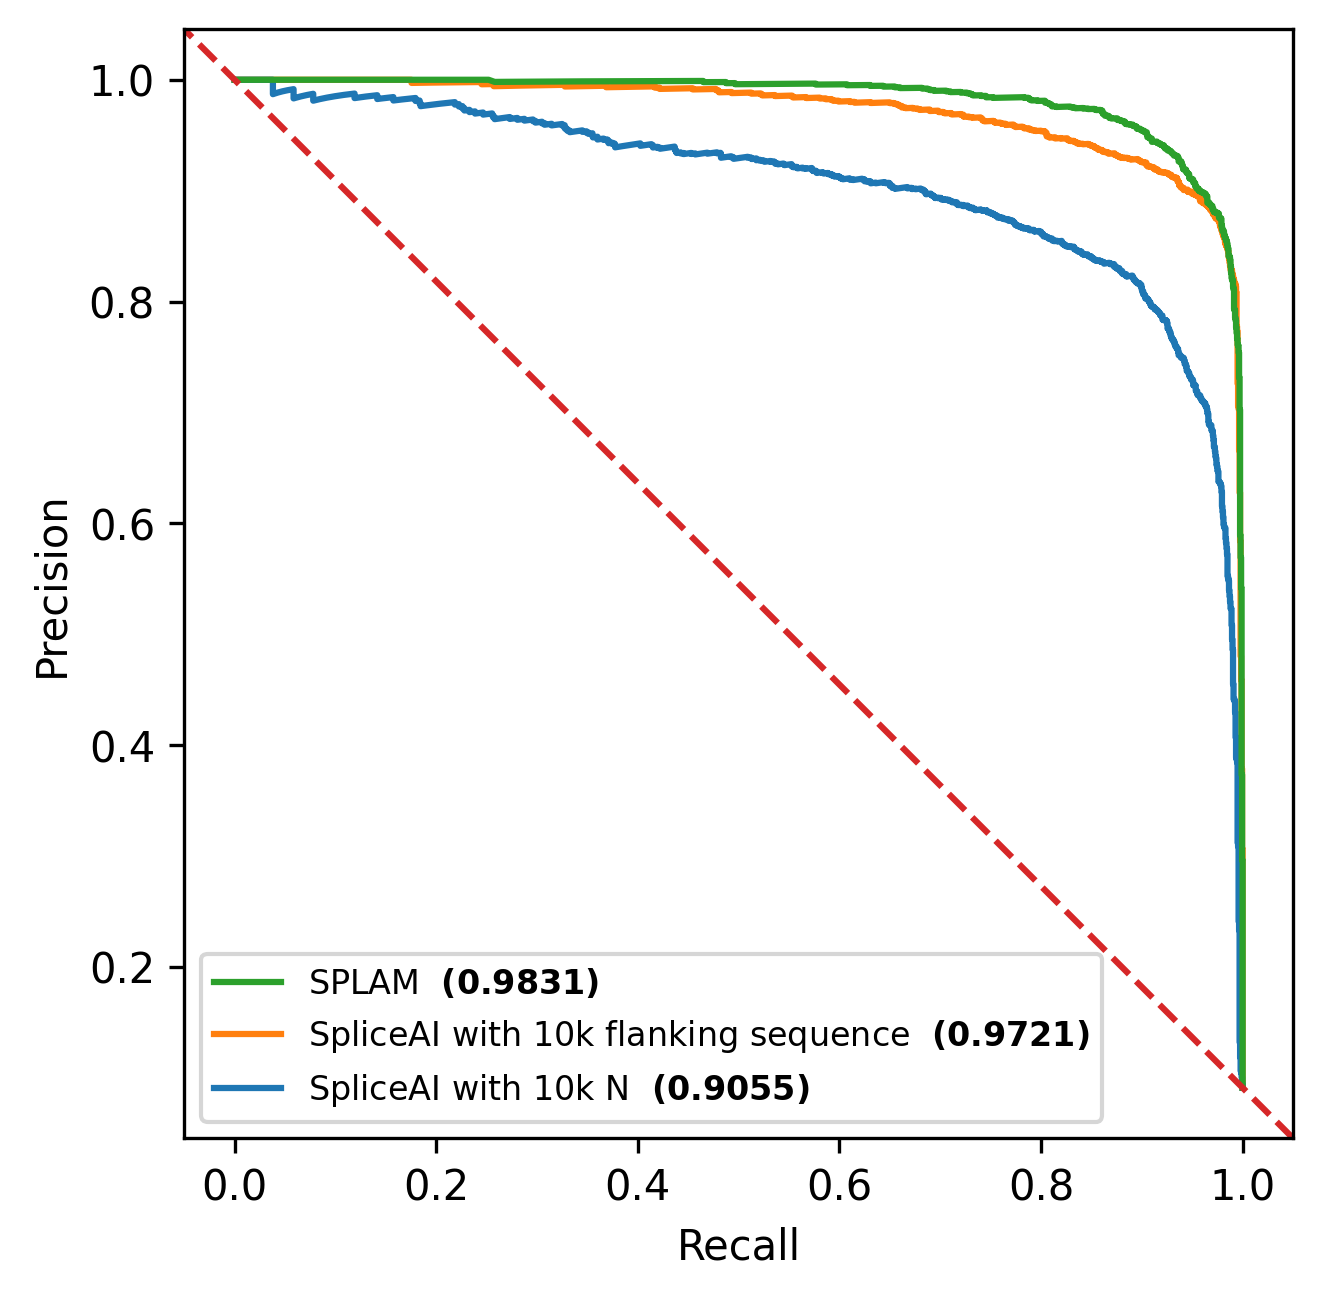 1.0
0.8
0.6
0.4
0.2
Precision
SPLAM (0.9831)
SpliceAI with 10k flanking sequence (0.9721)
SpliceAI with 10k N (0.9055)
0.0 0.2 0.4 0.6 0.8 1.0
Recall